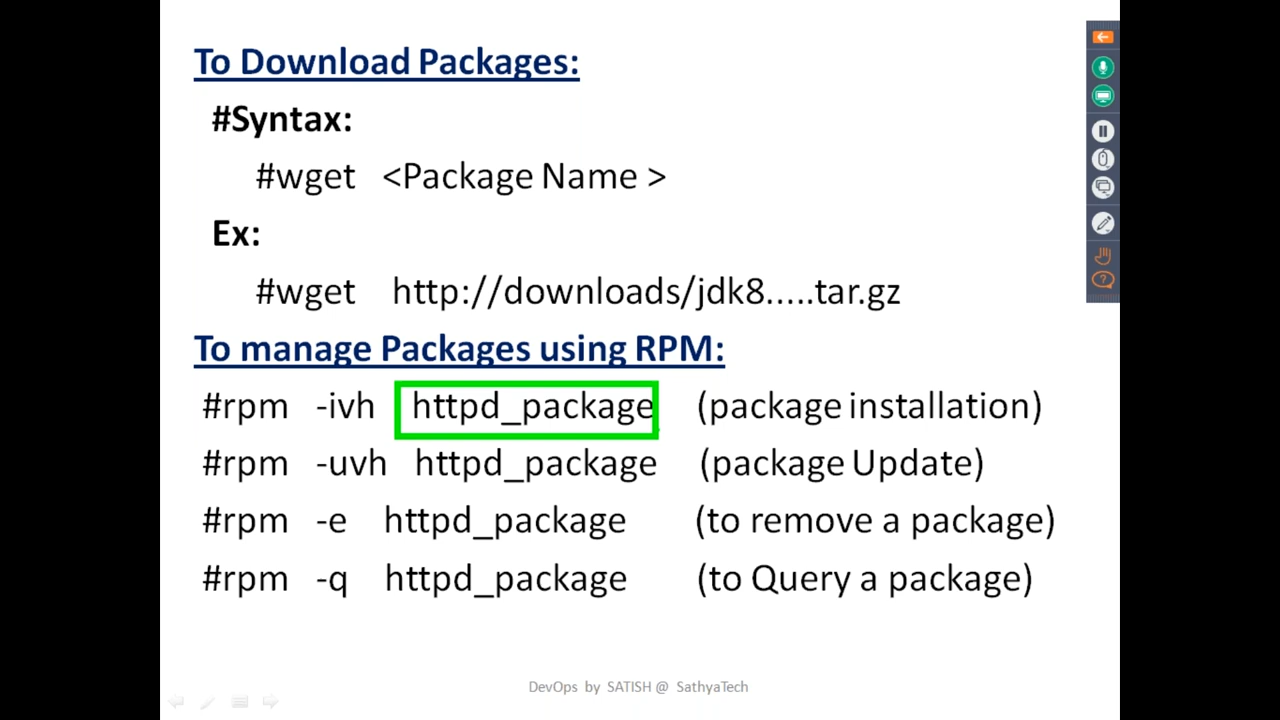 To Download Packages:
#Syntax:
#wget <Package Name >
Ex:
#wget http://downloads/jdk8.....tar.gz
To manage Packages using RPM:
#rpm -ivh httpd_package (package installation)
#rpm -uvh httpd_package (package Update)
#rpm -e httpd_package (to remove a package)
#rpm -q httpd_package (to Query a package)
DevOps by SATISH @ SathyaTech